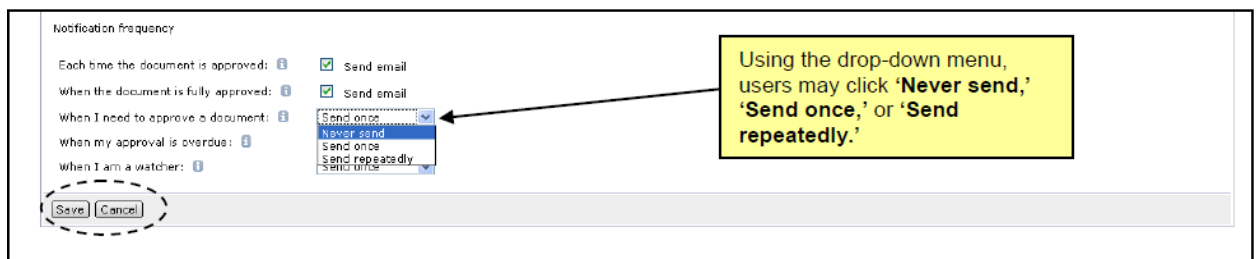 Notification frequency
Each time the document is approved: Send email
When the document is fully approved: Send email
When I need to approve a document: Send once
Never send
Send once
Send repeatedly
When my approval is overdue:
When I am a watcher: Send once
Save Cancel
Using the drop-down menu,
users may click ‘Never send,’
‘Send once,’ or ‘Send
repeatedly.’